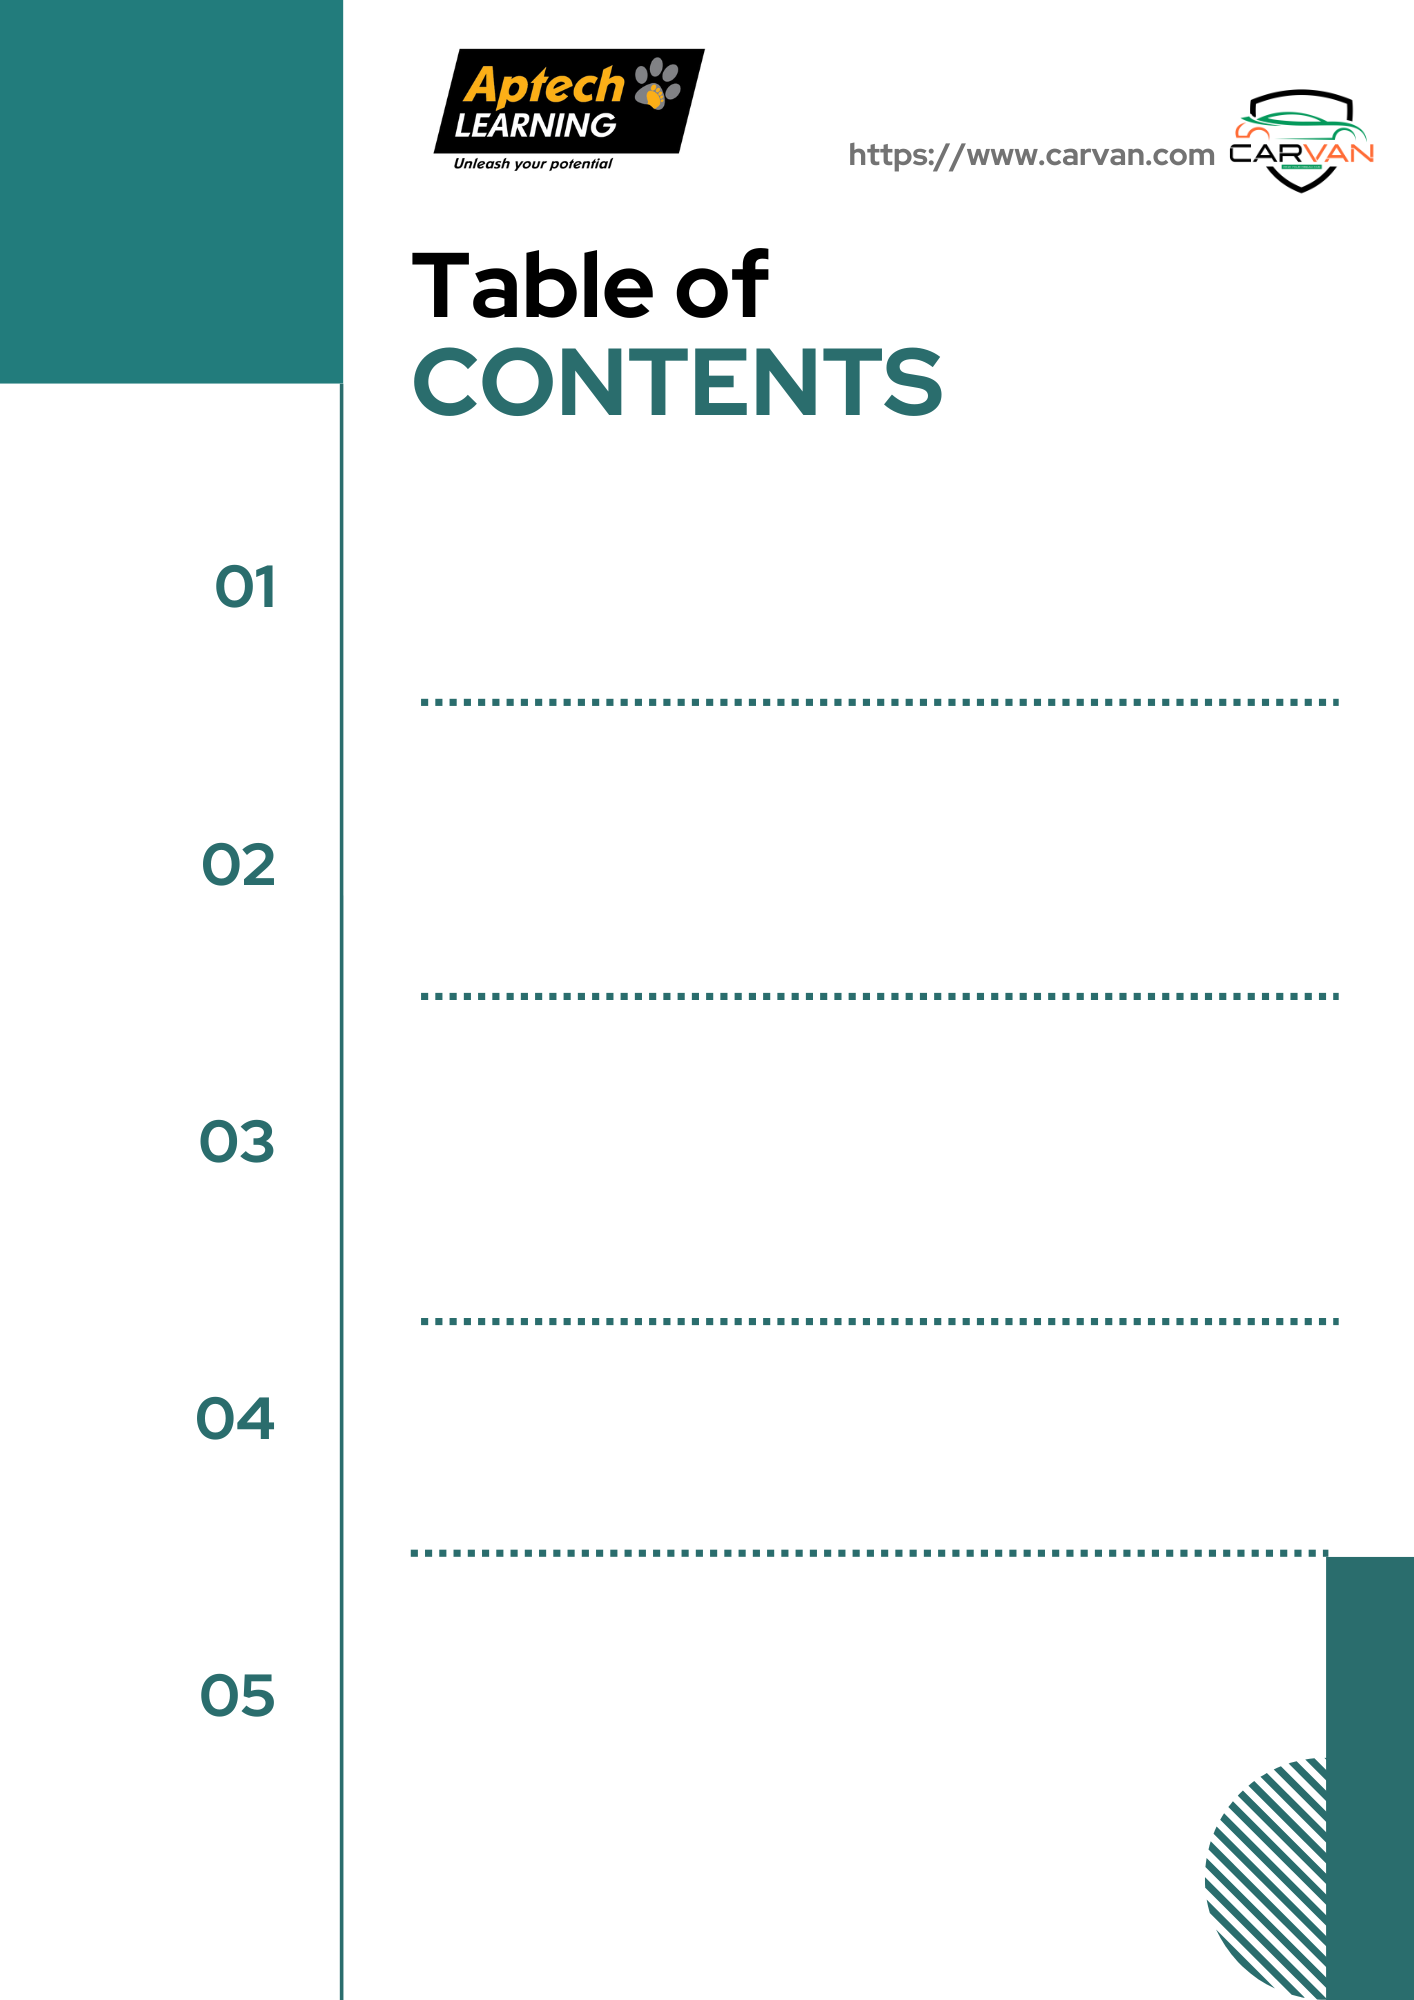 Aptech
LEARNING
Unleash your potential
https://www.carvan.com
CARVAN
Table of
CONTENTS
01
02
03
04
05